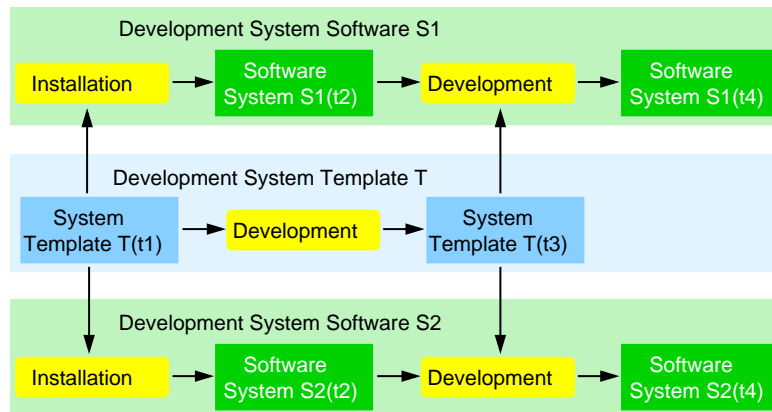 Development System Software S1
Installation
Software
System S1(t2)
Development
Software
System S1(t4)
Development System Template T
System
Template T(t1)
Development
System
Template T(t3)
Development System Software S2
Installation
Software
System S2(t2)
Development
Software
System S2(t4)